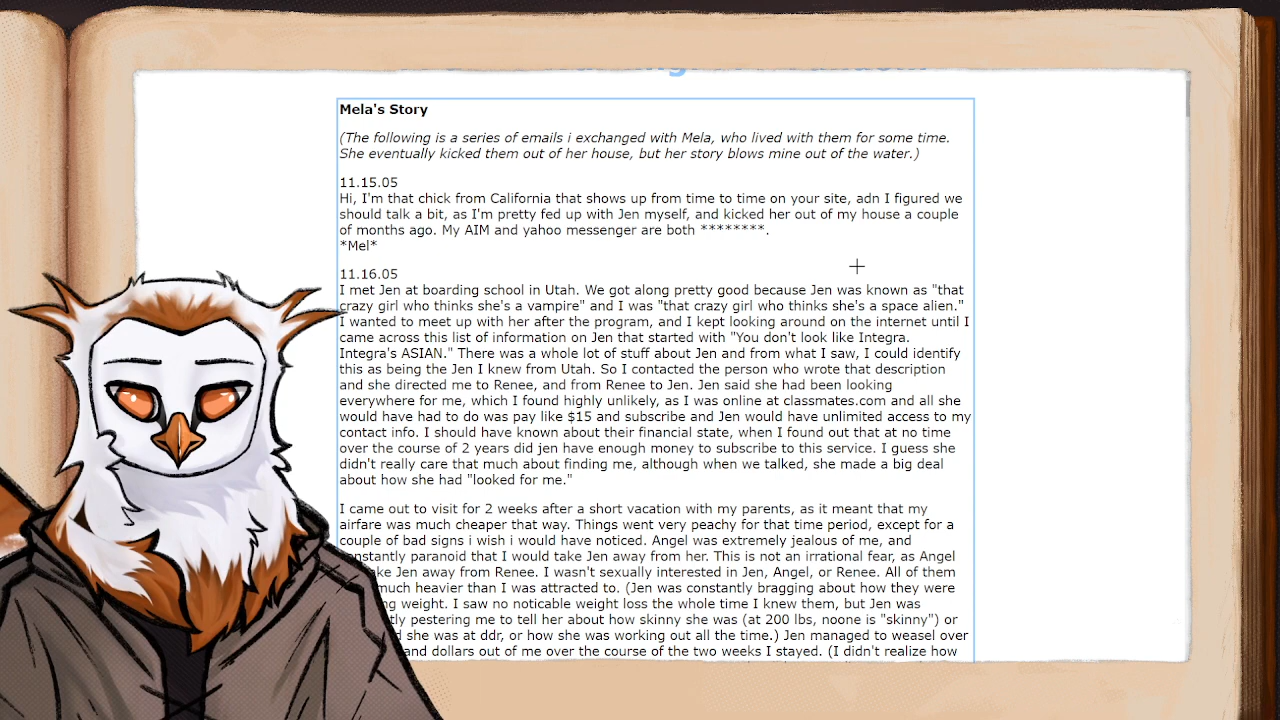 Mela's Story
(The following is a series of emails i exchanged with Mela, who lived with them for some time.
She eventually kicked them out of her house, but her story blows mine out of the water.)
11.15.05
Hi, I'm that chick from California that shows up from time to time on your site, adn I figured we
should talk a bit, as I'm pretty fed up with Jen myself, and kicked her out of my house a couple
of months ago. My AIM and yahoo messenger are both ********.
*Mel*
11.16.05
I met Jen at boarding school in Utah. We got along pretty good because Jen was known as "that
crazy girl who thinks she's a vampire" and I was "that crazy girl who thinks she's a space alien."
I wanted to meet up with her after the program, and I kept looking around on the internet until I
came across this list of information on Jen that started with "You don't look like Integra.
Integra's ASIAN." There was a whole lot of stuff about Jen and from what I saw, I could identify
this as being the Jen I knew from Utah. So I contacted the person who wrote that description
and she directed me to Renee, and from Renee to Jen. Jen said she had been looking
everywhere for me, which I found highly unlikely, as I was online at classmates.com and all she
would have had to do was pay like $15 and subscribe and Jen would have unlimited access to my
contact info. I should have known about their financial state, when I found out that at no time
over the course of 2 years did jen have enough money to subscribe to this service. I guess she
didn't really care that much about finding me, although when we talked, she made a big deal
about how she had "looked for me."
I came out to visit for 2 weeks after a short vacation with my parents, as it meant that my
airfare was much cheaper that way. Things went very peachy for that time period, except for a
couple of bad signs i wish i would have noticed. Angel was extremely jealous of me, and
constantly paranoid that I would take Jen away from her. This is not an irrational fear, as Angel
Jen away from Renee. I wasn't sexually interested in Jen, Angel, or Renee. All of them
much heavier than I was attracted to. (Jen was constantly bragging about how they were
weight. I saw no noticable weight loss the whole time I knew them, but Jen was
pestering me to tell her about how skinny she was (at 200 lbs, noone is "skinny") or
she was at ddr, or how she was working out all the time.) Jen managed to weasel over
dollars out of me over the course of the two weeks I stayed. (I didn't realize how